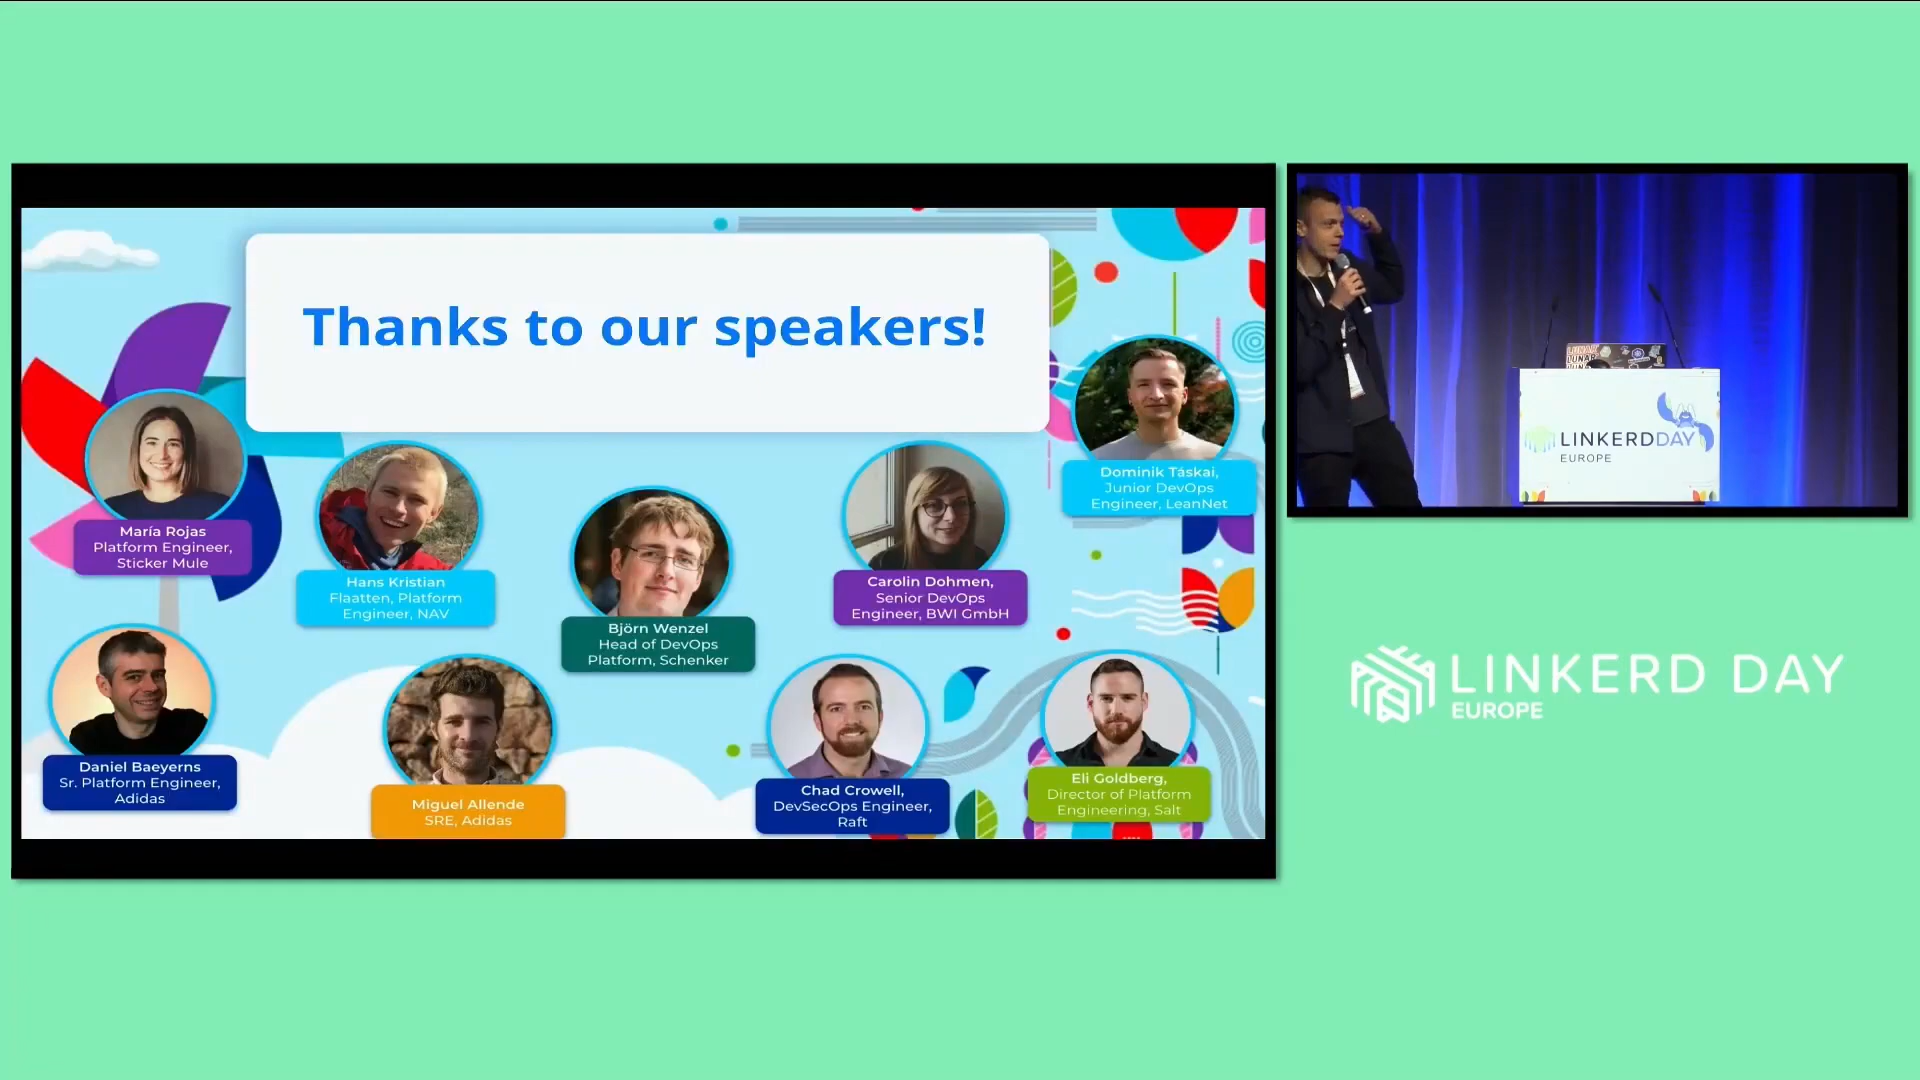 Thanks to our speakers!
María Rojas
Platform Engineer,
Sticker Mule
Hans Kristian
Flaatten, Platform
Engineer, NAV
Björn Wenzel
Head of DevOps
Platform, Schenker
Carolin Dohmen,
Senior DevOps
Engineer, BWI GmbH
Dominik Táskai,
Junior DevOps
Engineer, LeanNet
Daniel Baeyerns
Sr. Platform Engineer,
Adidas
Miguel Allende
SRE, Adidas
Chad Crowell,
DevSecOps Engineer,
Raft
Eli Goldberg,
Director of Platform
Engineering, Salt
LINKERDDAY
EUROPE
LINKERD DAY
EUROPE